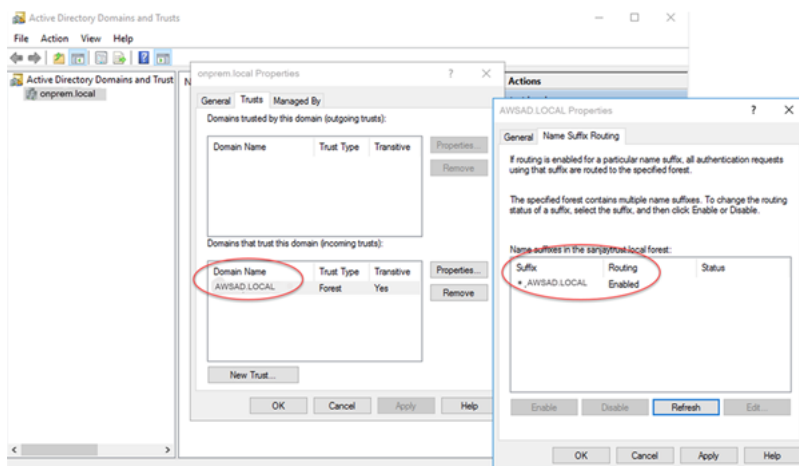 Active Directory Domains and Trusts
File Action View Help
Active Directory Domains and Trust
onprem.local
N
onprem.local Properties
General Trusts Managed By
Domains trusted by this domain (outgoing trusts):
Domain Name Trust Type Transitive
Properties...
Remove
Domains that trust this domain (incoming trusts):
Domain Name Trust Type Transitive
AWSAD.LOCAL Forest Yes
Properties...
Remove
New Trust...
OK Cancel Apply Help
Actions
AWSAD.LOCAL Properties
General Name Suffix Routing
If routing is enabled for a particular name suffix, all authentication requests
using that suffix are routed to the specified forest.
The specified forest contains multiple name suffixes. To change the routing
status of a suffix, select the suffix, and then click Enable or Disable.
Name suffixes in the sanjaytrust.local forest:
Suffix Routing Status
*.AWSAD.LOCAL Enabled
Enable Disable Refresh Edit...
OK Cancel Apply Help